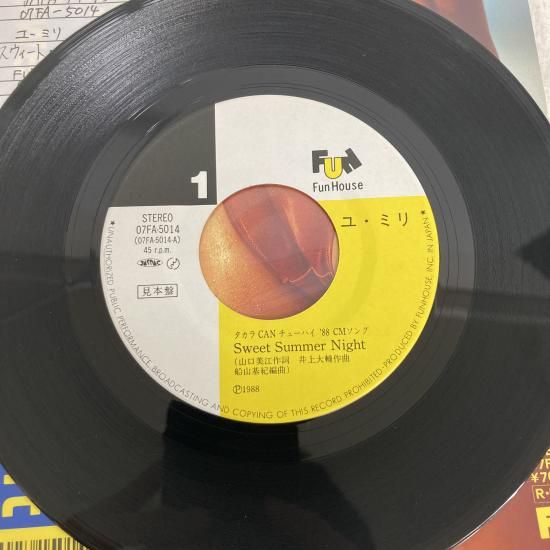 07FA-5014
ユ-ミリ
スウィート
1
FUN
FunHouse
STEREO
07FA-5014
(07FA-5014-A)
45 r.p.m.
見本盤
ユ・ミリ
タカラCANチューハイ '88 CMソング
Sweet Summer Night
(山口美江作詞 井上大輔作曲
船山基紀編曲)
Ⓟ1988
★UNAUTHORIZED PUBLIC PERFORMANCE, BROADCASTING AND COPYING OF THIS RECORD PROHIBITED-PRODUCED BY FUNHOUSE, INC. IN JAPAN★